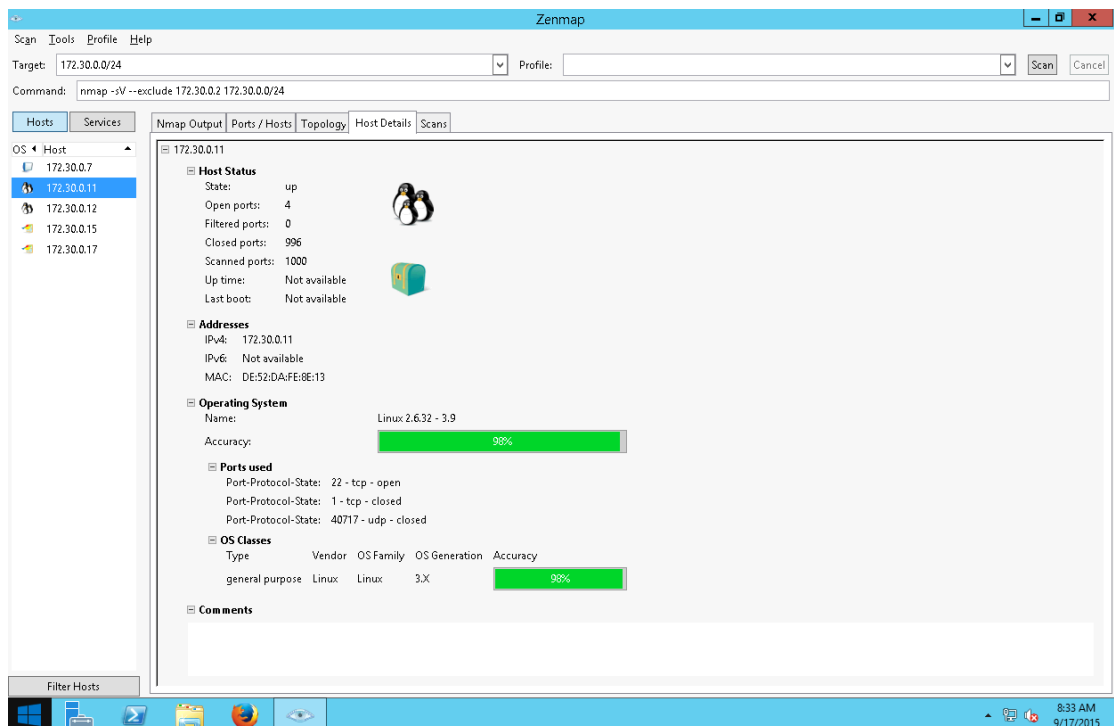 Zenmap
Scan Tools Profile Help
Target: 172.30.0.0/24 Profile: Scan Cancel
Command: nmap -sV --exclude 172.30.0.2 172.30.0.0/24
Hosts Services
Nmap Output Ports / Hosts Topology Host Details Scans
OS Host
172.30.0.7
172.30.0.11
172.30.0.12
172.30.0.15
172.30.0.17
Filter Hosts
172.30.0.11
Host Status
State: up
Open ports: 4
Filtered ports: 0
Closed ports: 996
Scanned ports: 1000
Up time: Not available
Last boot: Not available
Addresses
IPv4: 172.30.0.11
IPv6: Not available
MAC: DE:52:DA:FE:8E:13
Operating System
Name: Linux 2.6.32 - 3.9
Accuracy: 98%
Ports used
Port-Protocol-State: 22 - tcp - open
Port-Protocol-State: 1 - tcp - closed
Port-Protocol-State: 40717 - udp - closed
OS Classes
Type Vendor OS Family OS Generation Accuracy
general purpose Linux Linux 3.X 98%
Comments
8:33 AM
9/17/2015